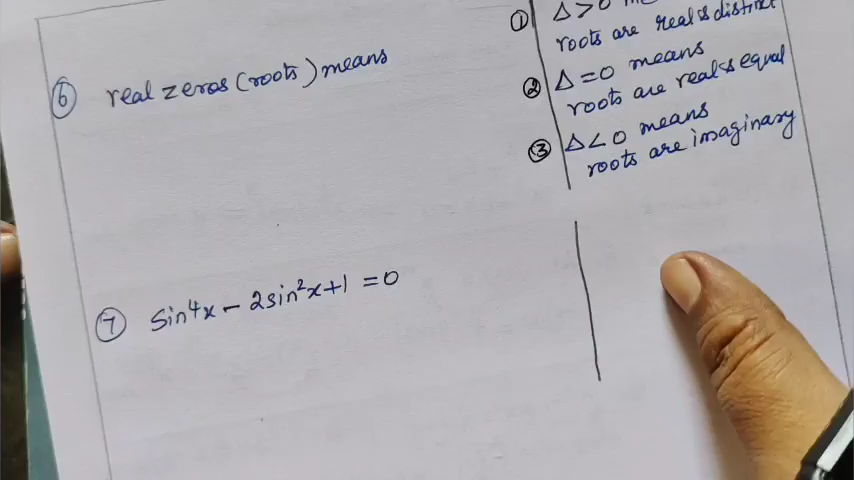 ① Δ>0
roots are real & distinct
⑥ real zeros (roots) means
② Δ=0 means
roots are real & equal
③ Δ<0 means
roots are imaginary
⑦ sin⁴x - 2sin²x+1 = 0